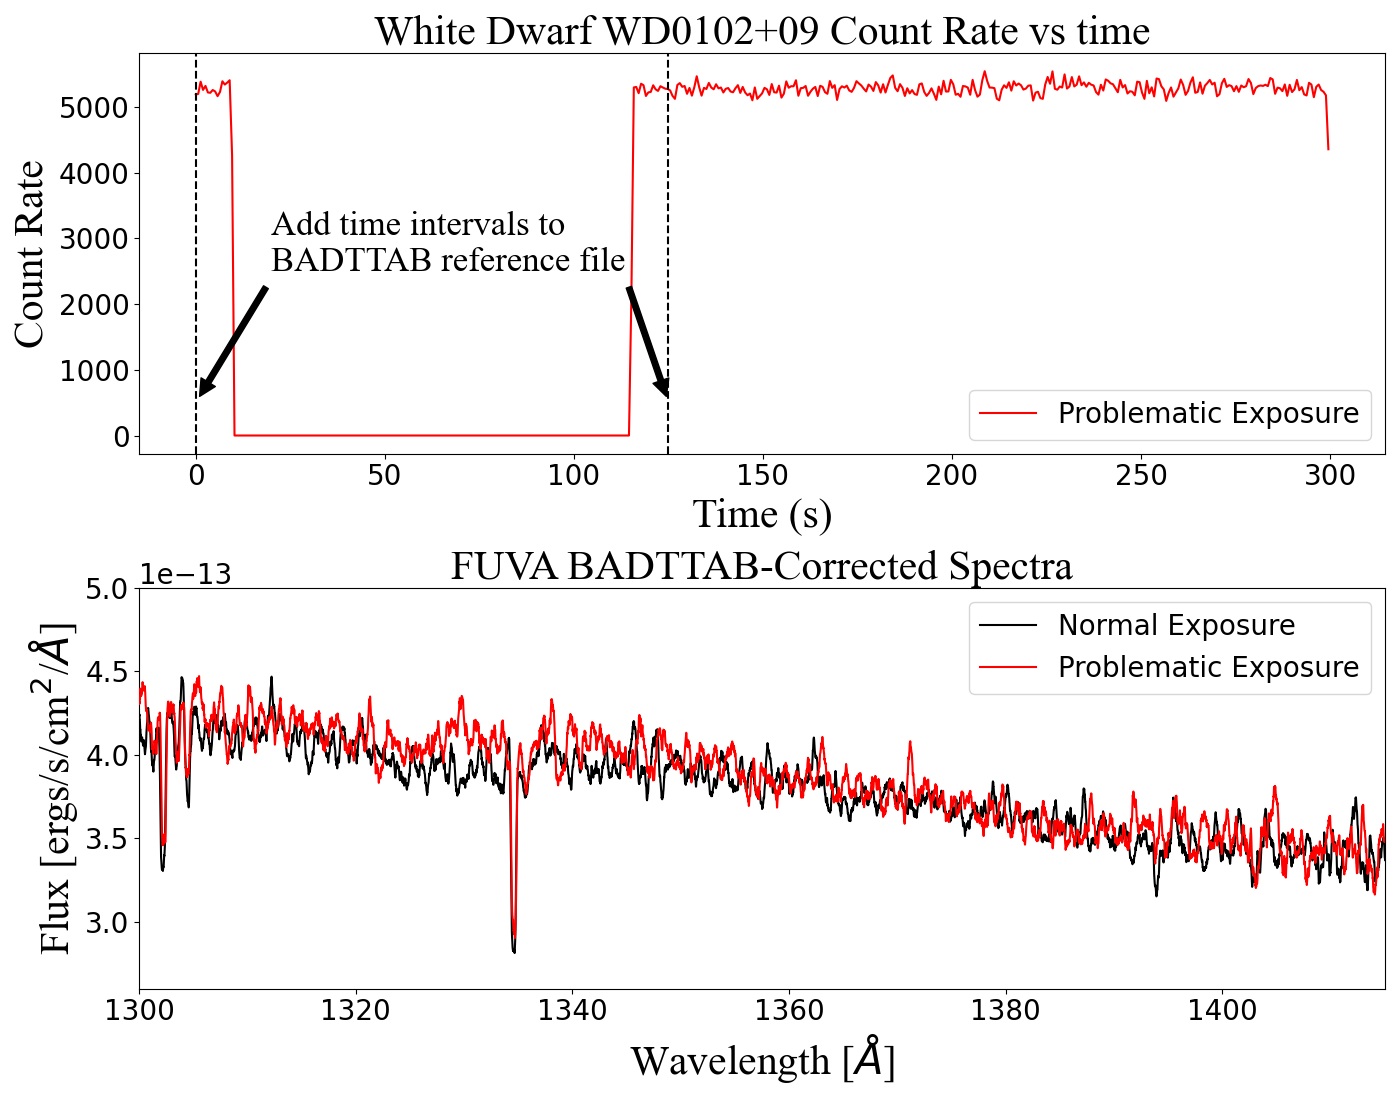 White Dwarf WD0102+09 Count Rate vs time
Count Rate
5000
4000
3000
2000
1000
0
Add time intervals to
BADTTAB reference file
Problematic Exposure
0 50 100 150 200 250 300
Time (s)
FUVA BADTTAB-Corrected Spectra
1e−13
Flux [ergs/s/cm²/Å]
5.0
4.5
4.0
3.5
3.0
Normal Exposure
Problematic Exposure
1300 1320 1340 1360 1380 1400
Wavelength [Å]